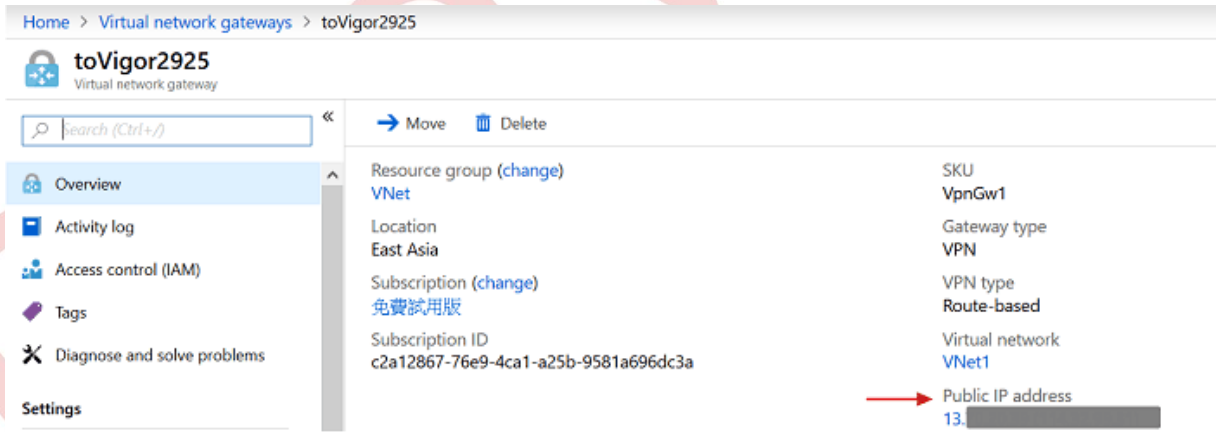 Home > Virtual network gateways > toVigor2925
toVigor2925
Virtual network gateway
Search (Ctrl+/)
«
Overview
Activity log
Access control (IAM)
Tags
Diagnose and solve problems
Settings
Move Delete
Resource group (change)
VNet
Location
East Asia
Subscription (change)
免費試用版
Subscription ID
c2a12867-76e9-4ca1-a25b-9581a696dc3a
SKU
VpnGw1
Gateway type
VPN
VPN type
Route-based
Virtual network
VNet1
Public IP address
13.